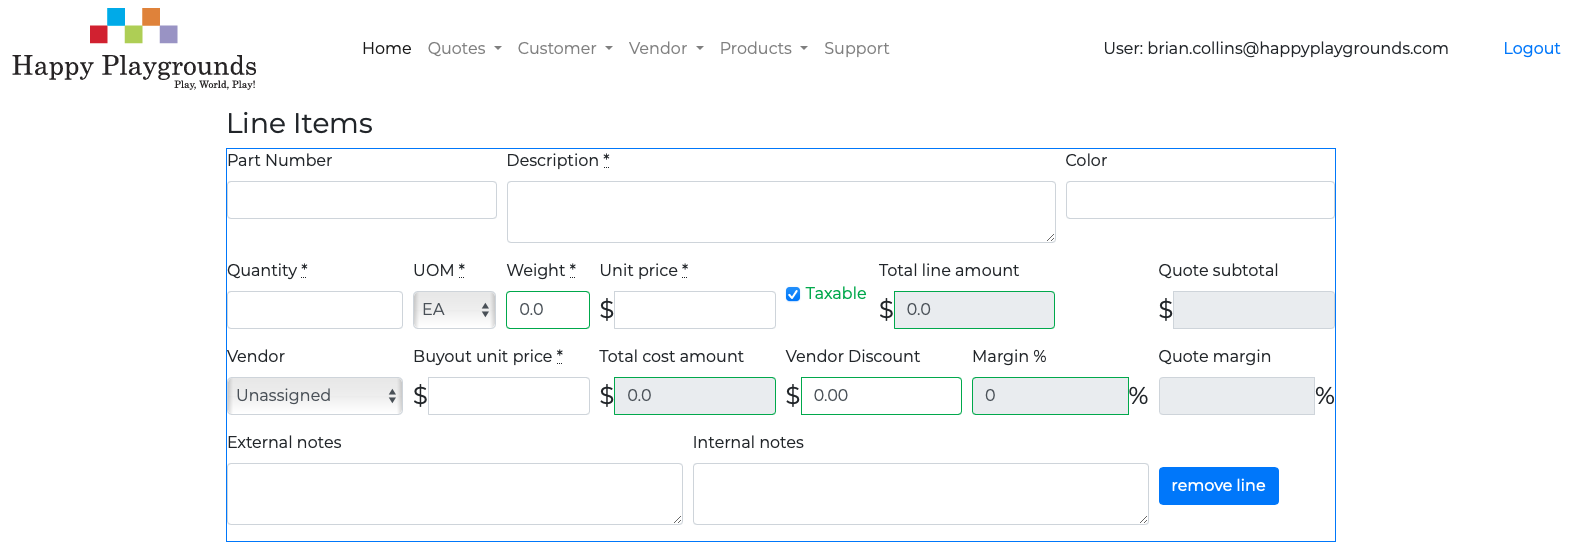 Happy Playgrounds
Play, World, Play!
Home Quotes Customer Vendor Products Support
User: brian.collins@happyplaygrounds.com Logout
Line Items
Part Number Description * Color
Quantity * UOM * Weight * Unit price * Total line amount Quote subtotal
EA 0.0 $ Taxable $ 0.0 $
Vendor Buyout unit price * Total cost amount Vendor Discount Margin % Quote margin
Unassigned $ $ 0.0 $ 0.00 0 % %
External notes Internal notes
remove line